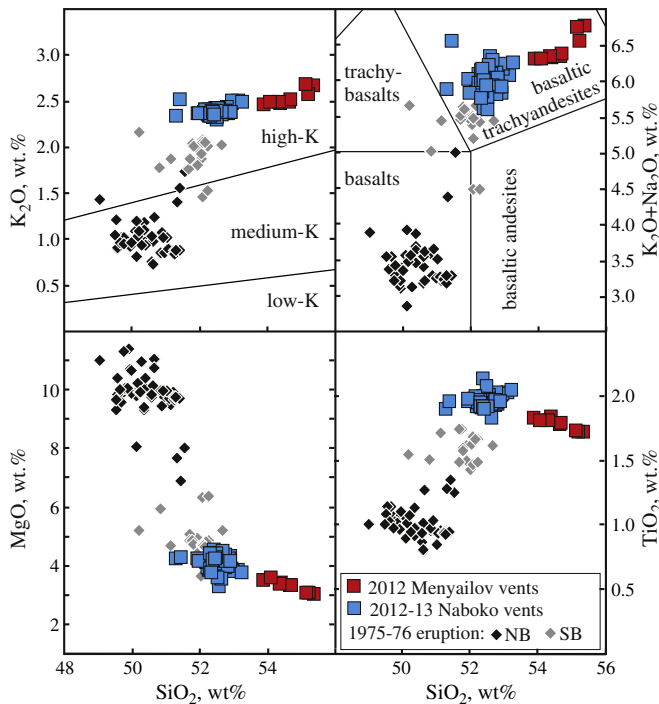 K₂O, wt.%
3.0
2.5
2.0
1.5
1.0
0.5
high-K
medium-K
low-K
trachy-
basalts
basaltic
trachyandesites
basalts
basaltic andesites
6.5
6.0
5.5
5.0
4.5
4.0
3.5
3.0
K₂O+Na₂O, wt.%
MgO, wt.%
10
8
6
4
2
48
50
52
54
SiO₂, wt%
2.0
1.5
1.0
0.5
TiO₂, wt.%
2012 Menyailov vents
2012-13 Naboko vents
1975-76 eruption: NB SB
50
52
54
56
SiO₂, wt.%